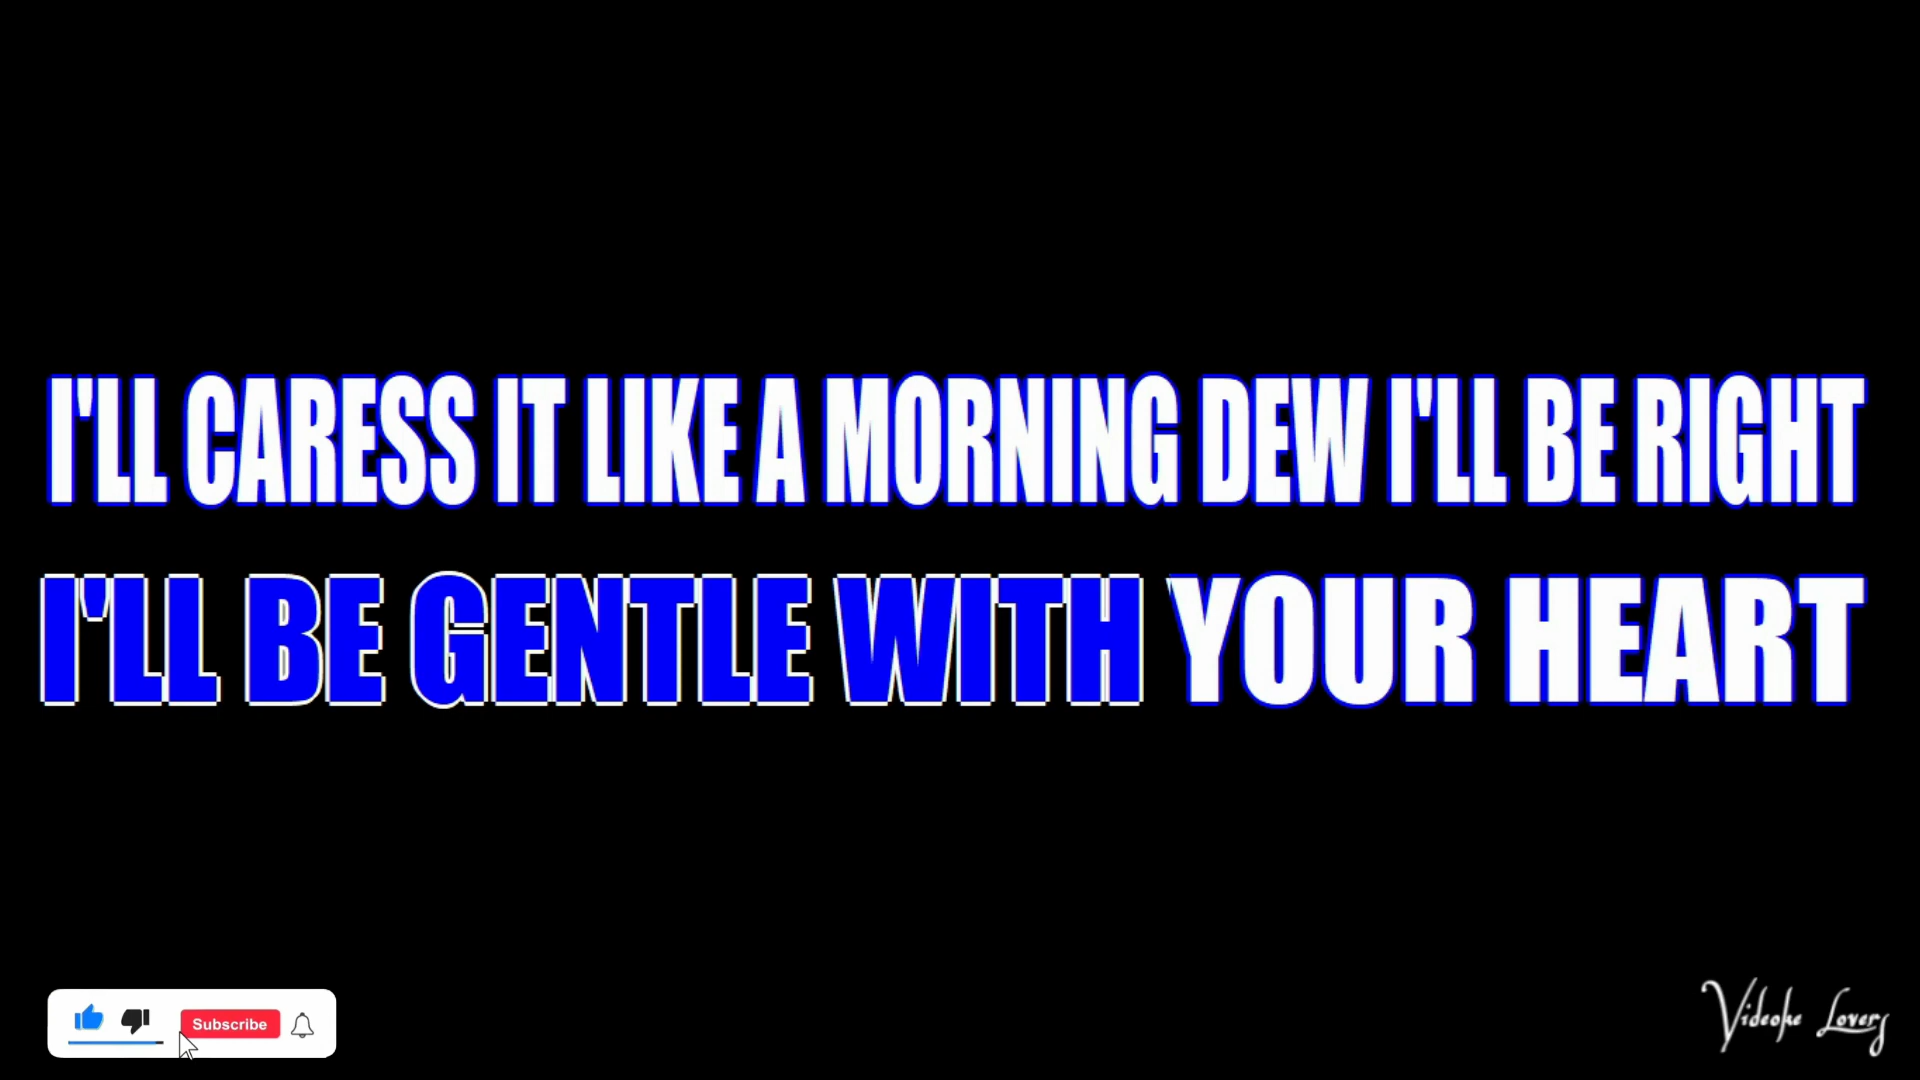 I'LL CARESS IT LIKE A MORNING DEW I'LL BE RIGHT
I'LL BE GENTLE WITH YOUR HEART
Subscribe
Videoke Lovers